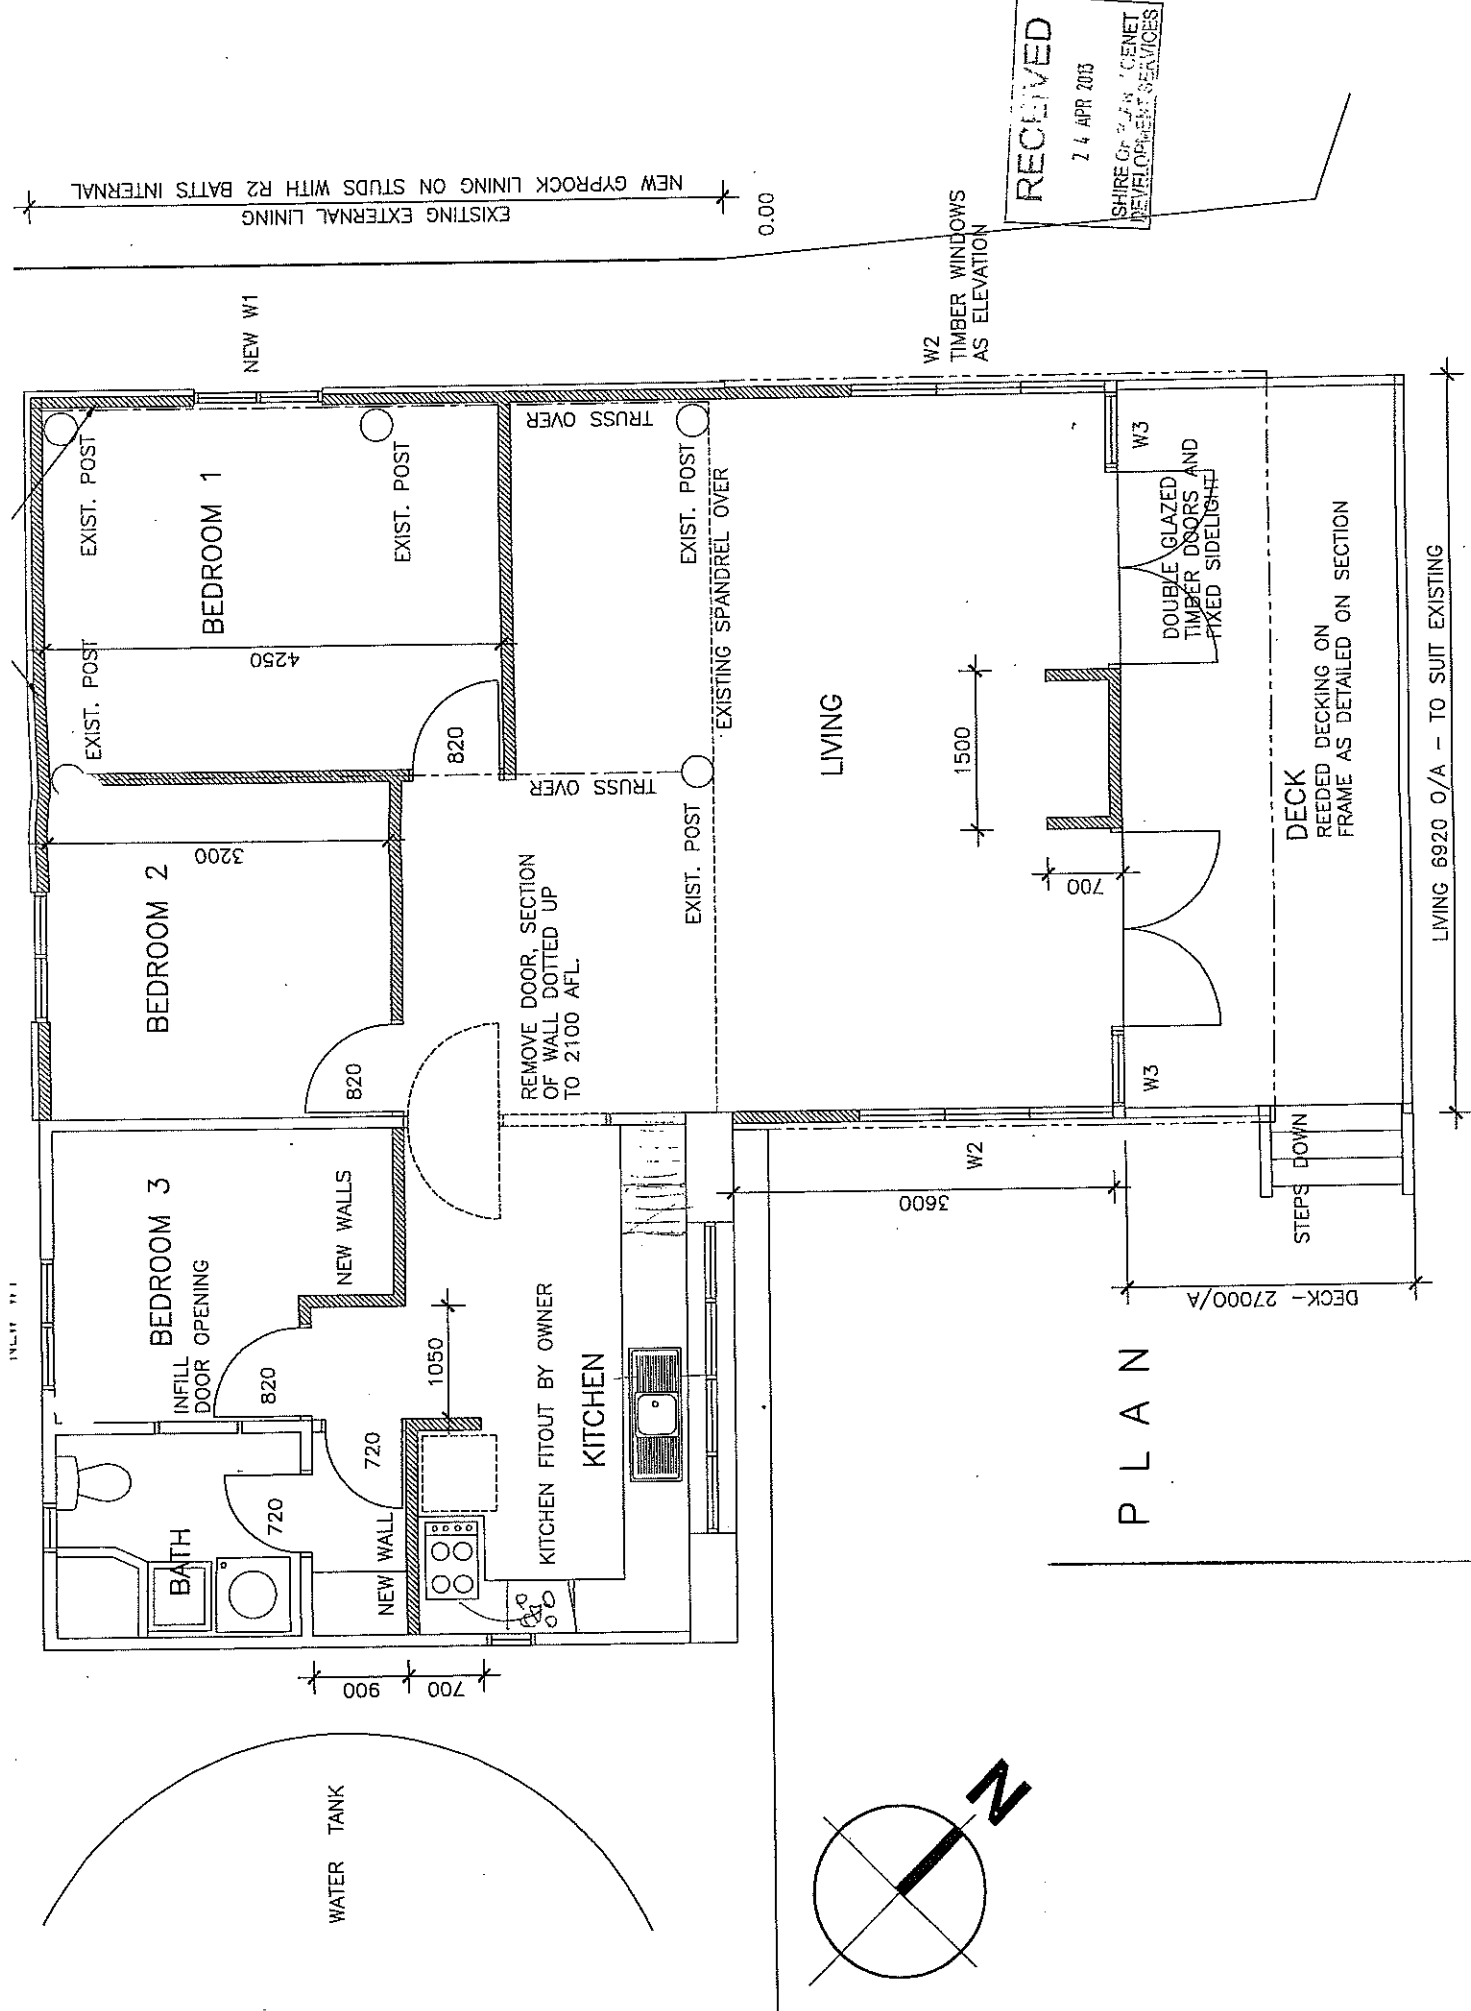 NEW GYPROCK LINING ON STUDS WITH R2 BATTS INTERNAL
EXISTING EXTERNAL LINING
0.00
RECEIVED
24 APR 2013
SHIRE OF
DEVELOPMENT SERVICES
NEW W1
W2
TIMBER WINDOWS
AS ELEVATION
EXIST. POST
BEDROOM 1
EXIST. POST
EXIST. POST
4250
820
TRUSS OVER
EXIST. POST
EXISTING SPANDREL OVER
TRUSS OVER
EXIST. POST
LIVING
1500
700
W3
DOUBLE GLAZED
TIMBER DOORS AND
FIXED SIDELIGHT
DECK
REEDED DECKING ON
FRAME AS DETAILED ON SECTION
LIVING 6920 O/A - TO SUIT EXISTING
BEDROOM 2
3200
820
REMOVE DOOR, SECTION
OF WALL DOTTED UP
TO 2100 AFL.
W3
W2
3600
STEPS DOWN
DECK- 27000/A
BEDROOM 3
INFILL
DOOR OPENING
NEW WALLS
820
1050
720
KITCHEN FITOUT BY OWNER
KITCHEN
BATH
720
NEW WALL
900
700
WATER TANK
PLAN
N